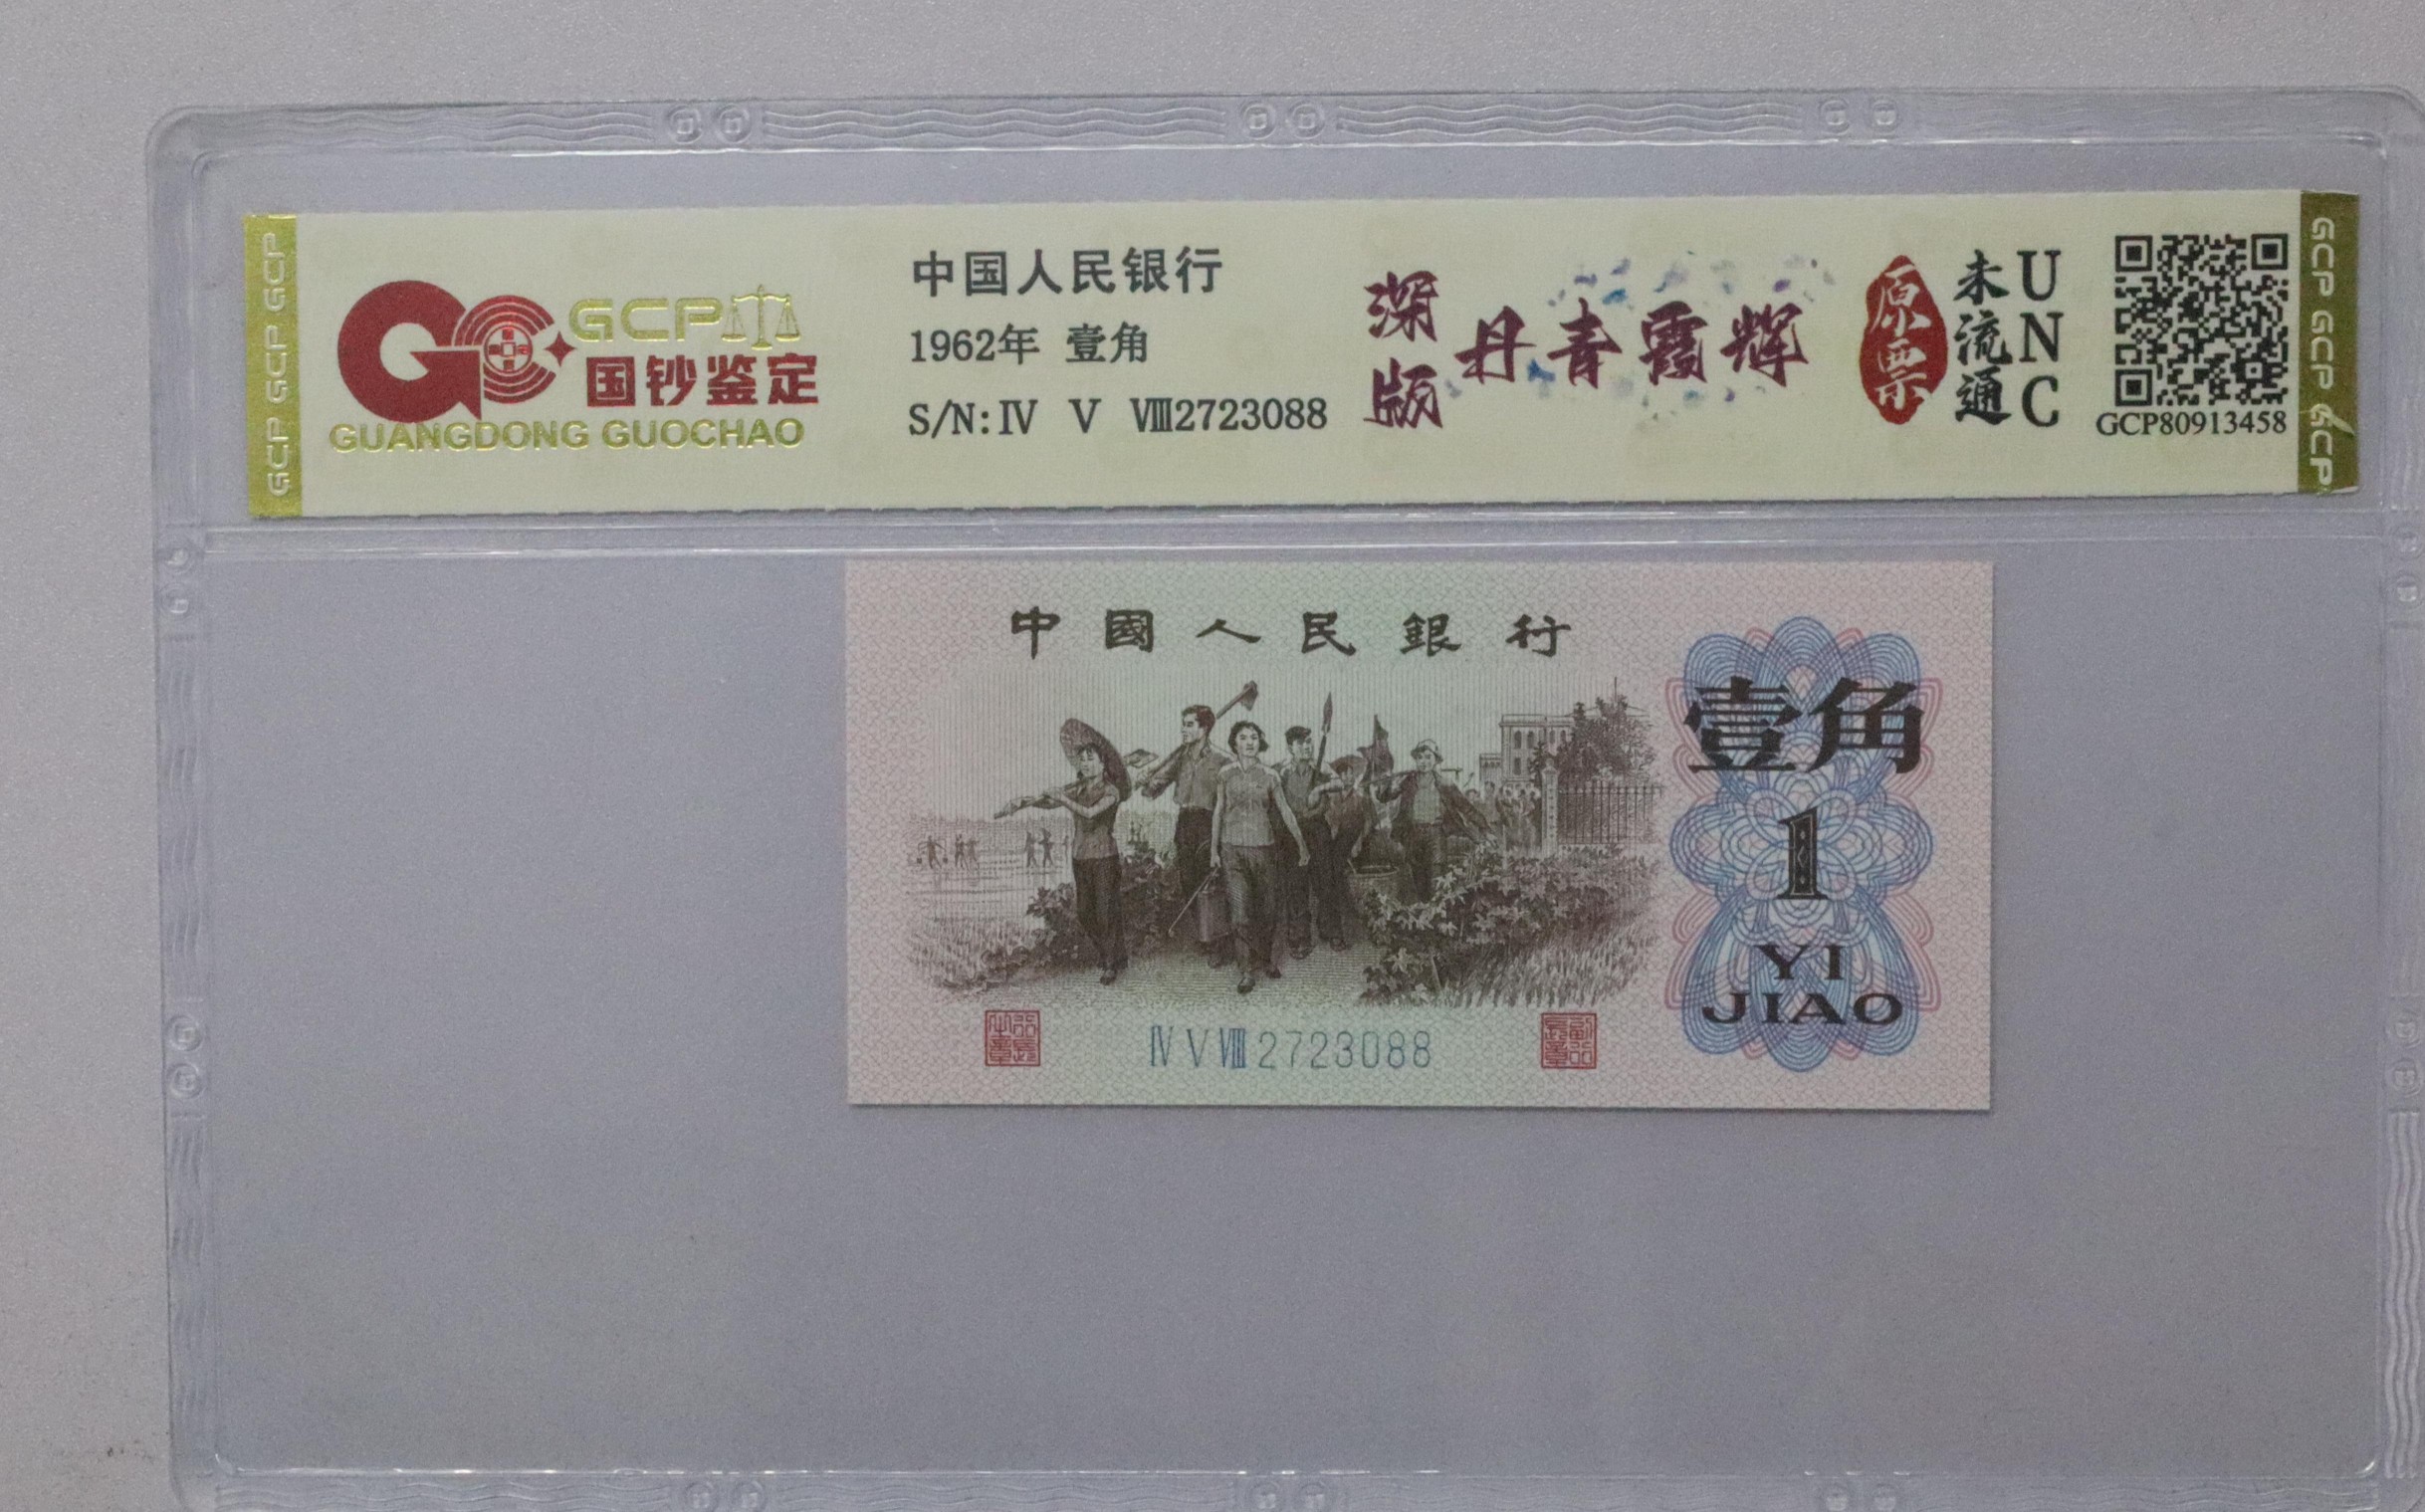 GCP GCP GCP
GCP
国钞鉴定
GUANGDONG GUOCHAO
中国人民银行
1962年 壹角
S/N: Ⅳ Ⅴ Ⅷ2723088
深版
丹青霞辉
原票
未流通
UNC
GCP80913458
GCP GCP GCP
中國人民銀行
壹角
1
YI
JIAO
ⅣⅤⅧ2723088